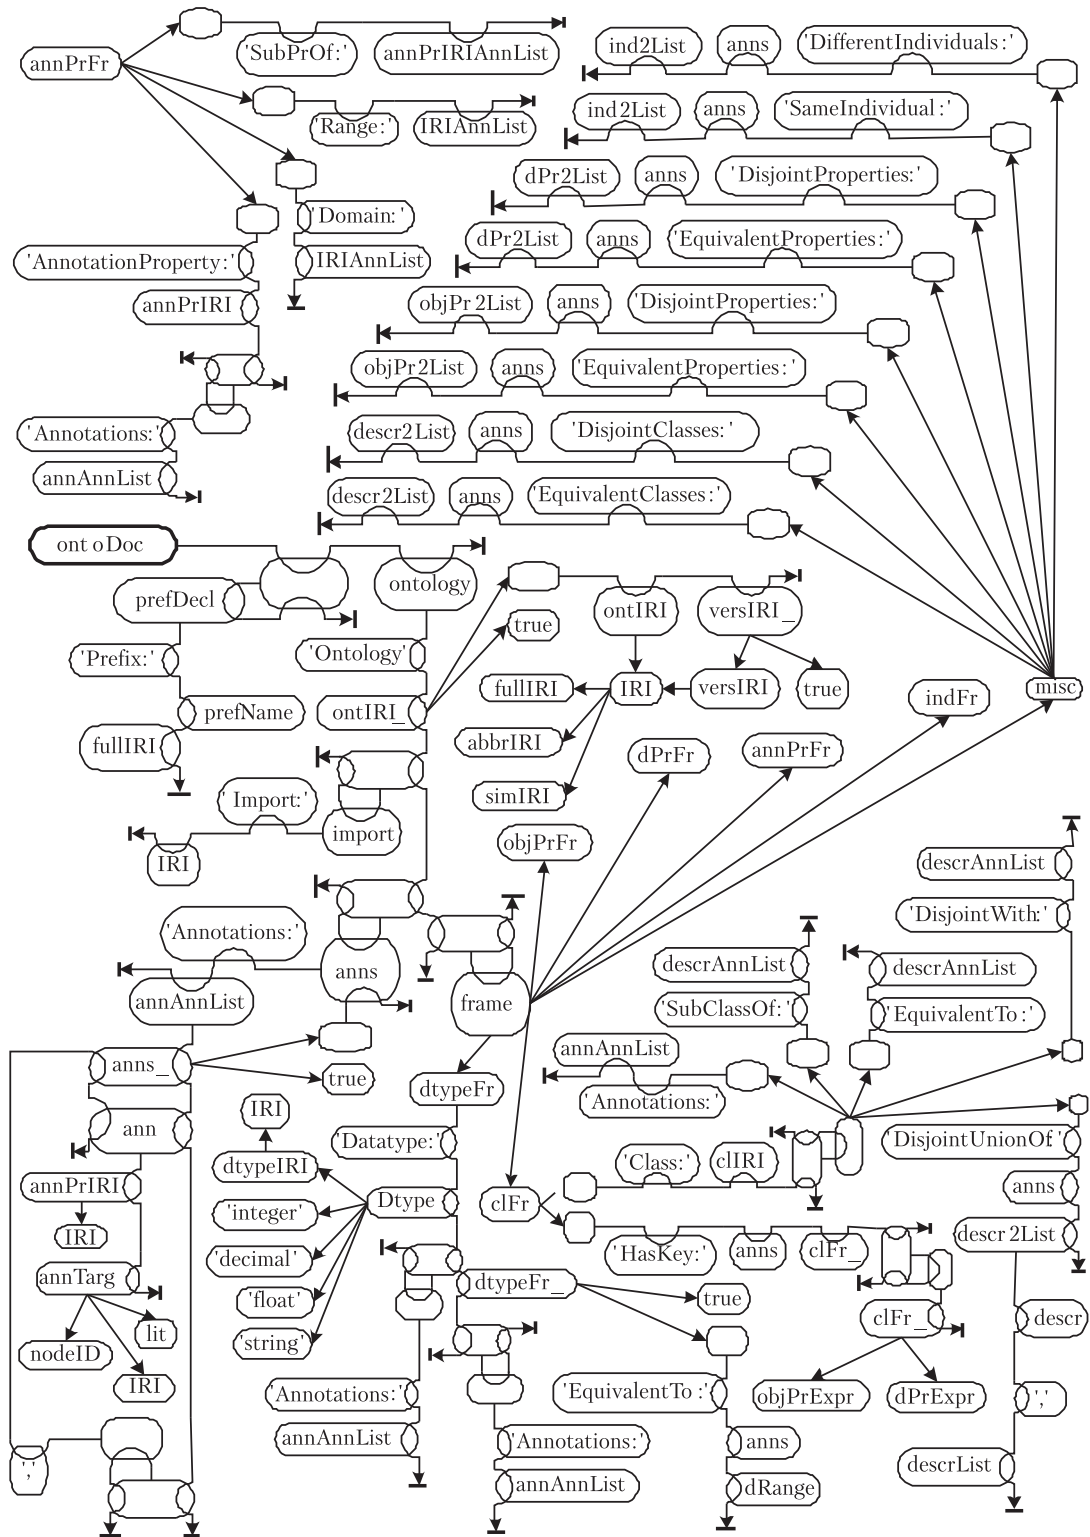 'SubPrOf:' annPrIRIAnnList
annPrFr
'Range:' IRIAnnList
'Domain:'
'AnnotationProperty:' IRIAnnList
annPrIRI
'Annotations:'
annAnnList
ind2List anns 'DifferentIndividuals:'
ind2List anns 'SameIndividual:'
dPr2List anns 'DisjointProperties:'
dPr2List anns 'EquivalentProperties:'
objPr2List anns 'DisjointProperties:'
objPr2List anns 'EquivalentProperties:'
descr2List anns 'DisjointClasses:'
descr2List anns 'EquivalentClasses:'
ontoDoc
prefDecl ontology
'Prefix:' 'Ontology'
prefName ontIRI_
fullIRI
true ontIRI versIRI_
fullIRI IRI versIRI true
abbrIRI
simIRI
indFr misc
dPrFr annPrFr
objPrFr
'Import:'
import
IRI
'Annotations:'
anns
annAnnList
frame
anns_
true
dtypeFr
ann
IRI
'Datatype:'
dtypeIRI
annPrIRI
Dtype
'integer'
IRI
'decimal'
annTarg
'float'
dtypeFr_ true
lit
'string'
nodeID
IRI
','
'Annotations:'
annAnnList
'Annotations:'
annAnnList
'EquivalentTo:'
anns
dRange
descrAnnList
'DisjointWith:'
descrAnnList descrAnnList
'SubClassOf:' 'EquivalentTo:'
annAnnList
'Annotations:'
'DisjointUnionOf'
'Class:' clIRI
clFr anns
descr2List
'HasKey:' anns clFr_
clFr_ descr
objPrExpr dPrExpr ','
descrList